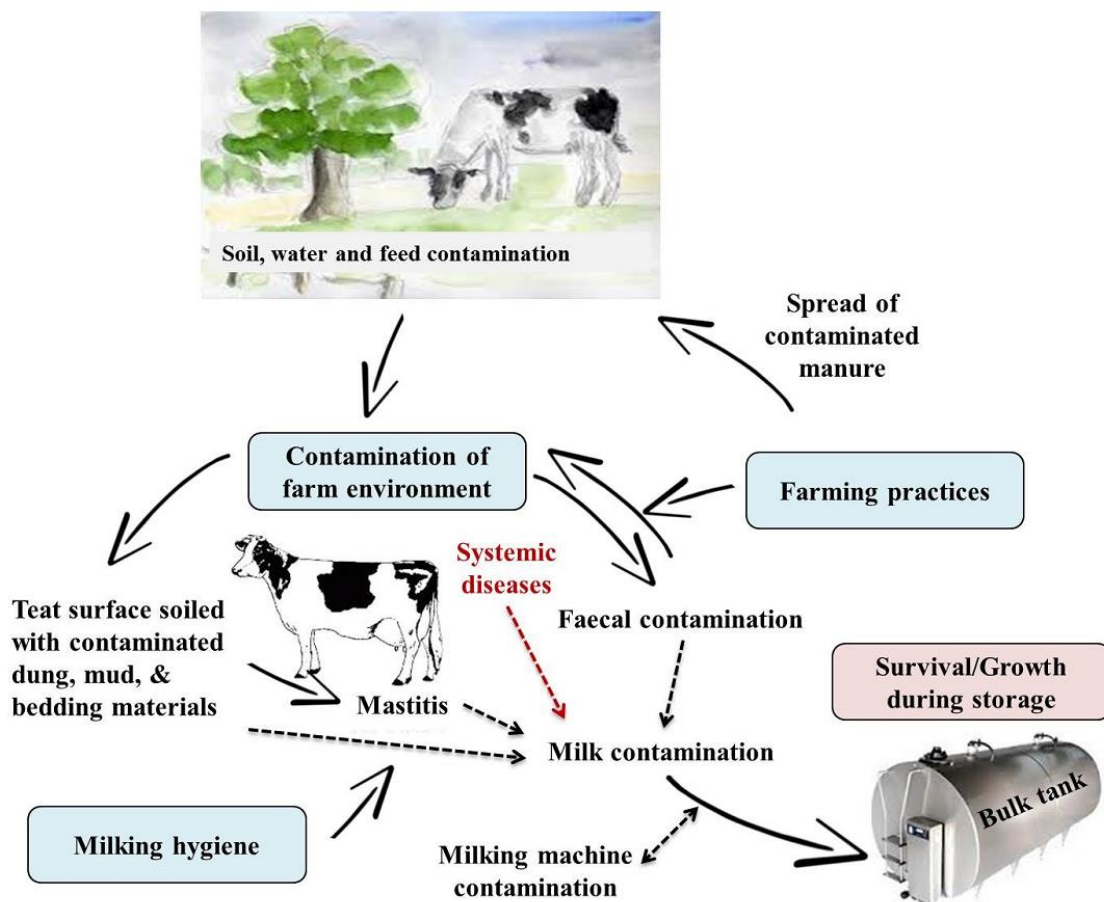 Soil, water and feed contamination
Spread of
contaminated
manure
Contamination of
farm environment
Farming practices
Systemic
diseases
Teat surface soiled
with contaminated
dung, mud, &
bedding materials
Faecal contamination
Survival/Growth
during storage
Mastitis
Milk contamination
Bulk tank
Milking hygiene
Milking machine
contamination